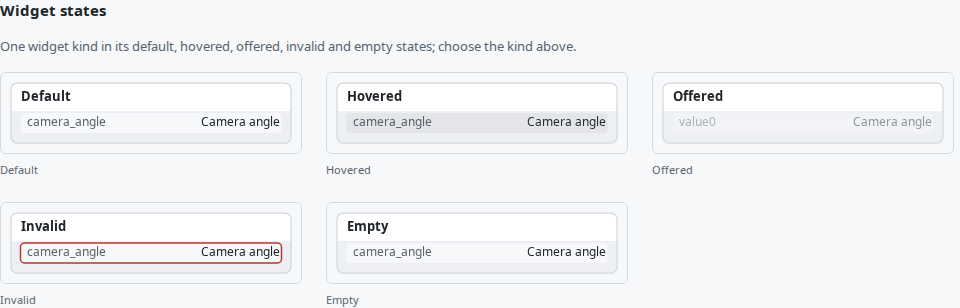 Widget states
One widget kind in its default, hovered, offered, invalid and empty states; choose the kind above.
Default
camera_angle Camera angle
Default
Hovered
camera_angle Camera angle
Hovered
Offered
value0 Camera angle
Offered
Invalid
camera_angle Camera angle
Invalid
Empty
camera_angle Camera angle
Empty